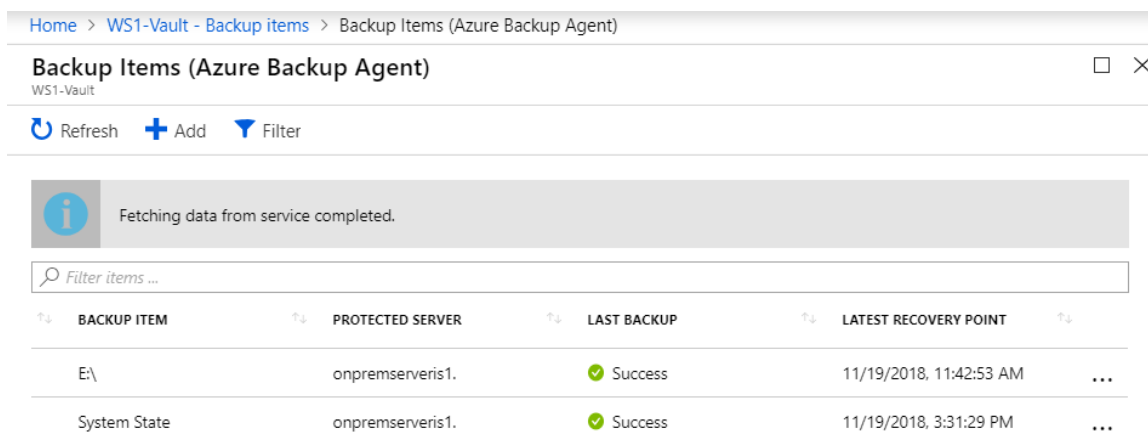 Home > WS1-Vault - Backup items > Backup Items (Azure Backup Agent)
Backup Items (Azure Backup Agent)
WS1-Vault
Refresh Add Filter
Fetching data from service completed.
Filter items ...
BACKUP ITEM PROTECTED SERVER LAST BACKUP LATEST RECOVERY POINT
E:\ onpremserveris1. Success 11/19/2018, 11:42:53 AM ...
System State onpremserveris1. Success 11/19/2018, 3:31:29 PM ...